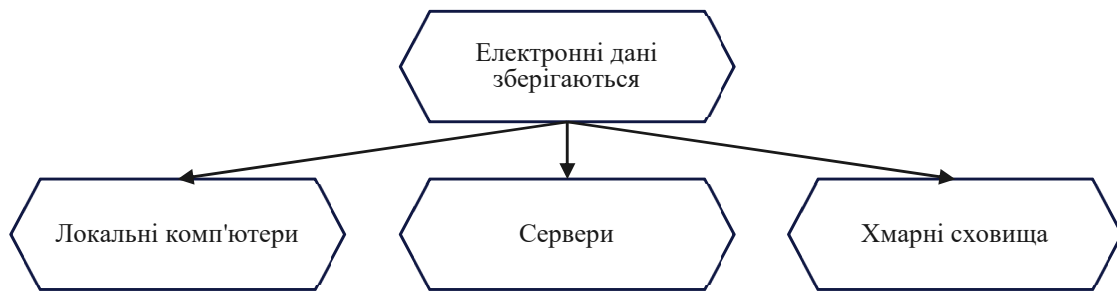 Електронні дані
зберігаються
Локальні комп'ютери
Сервери
Хмарні сховища